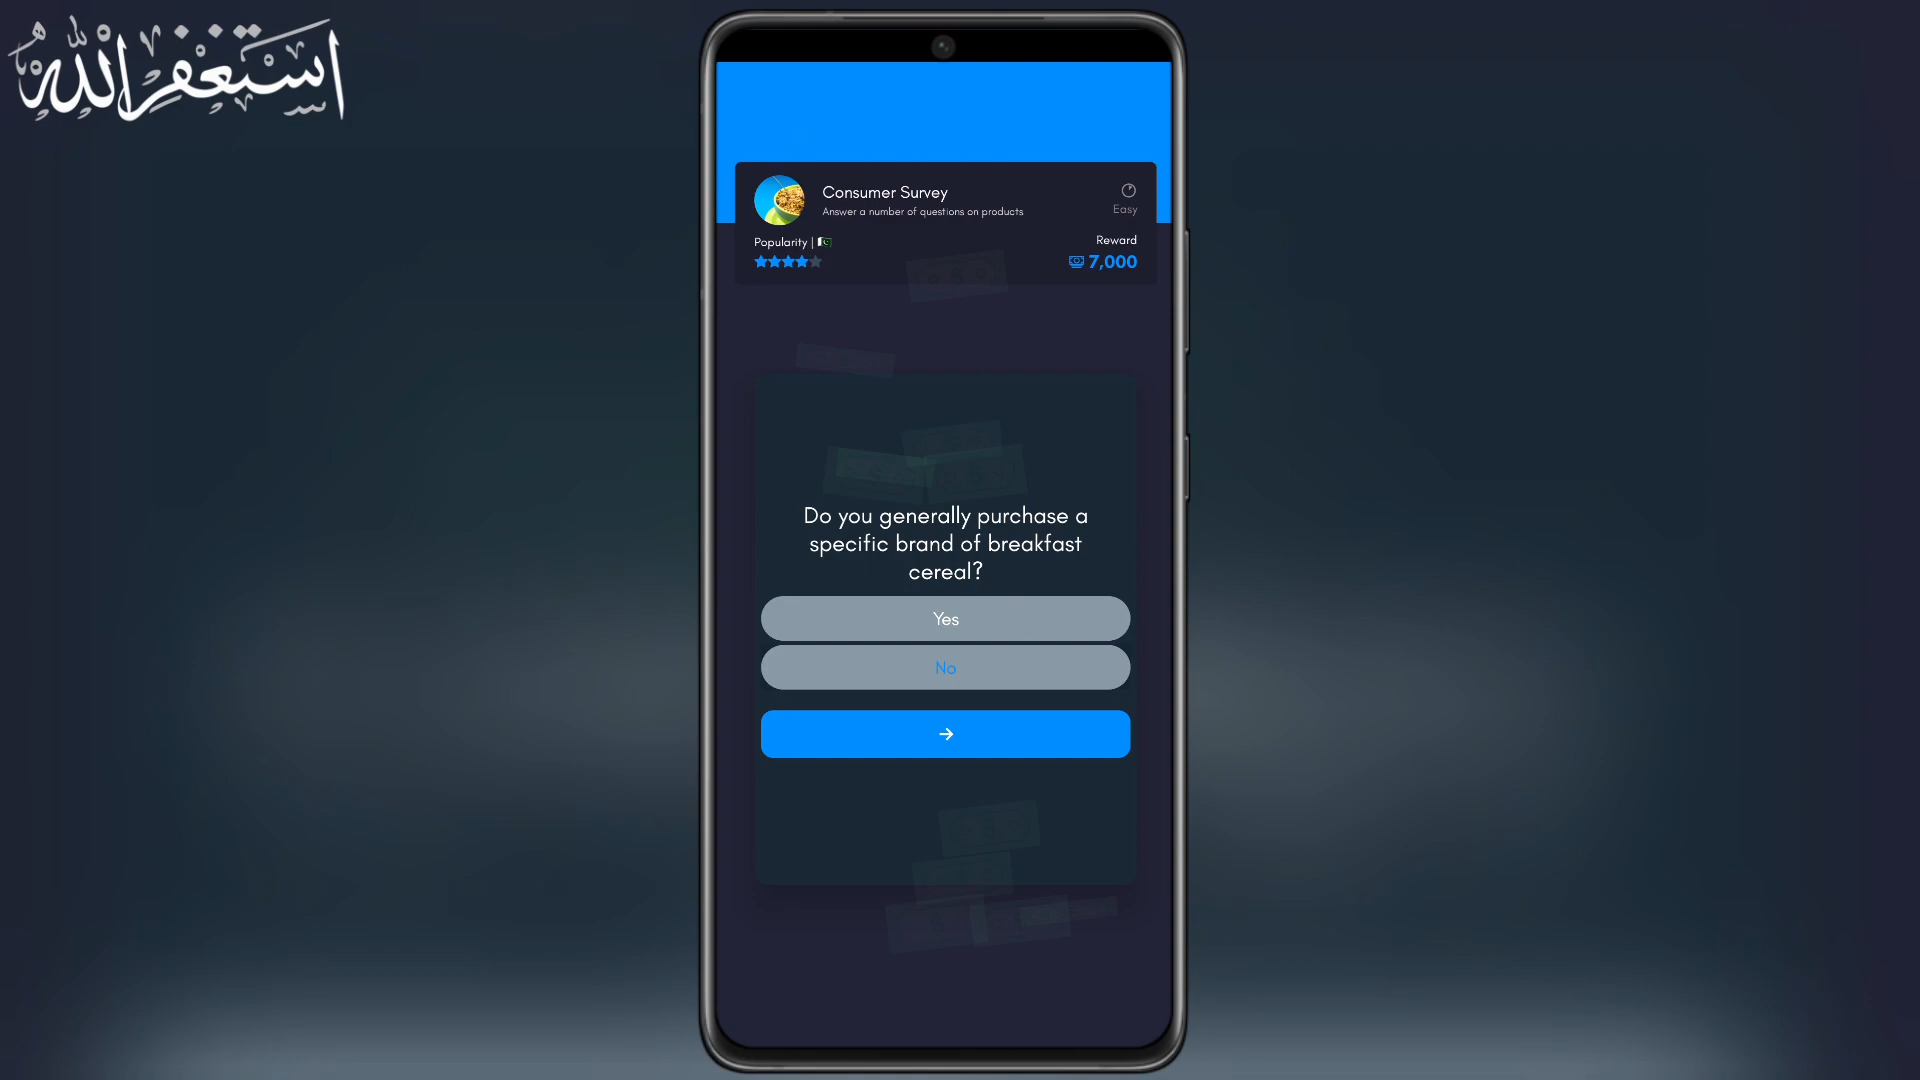 أستغفر الله
Consumer Survey
Answer a number of questions on products
Easy
Popularity |
Reward
7,000
Do you generally purchase a
specific brand of breakfast
cereal?
Yes
No
→